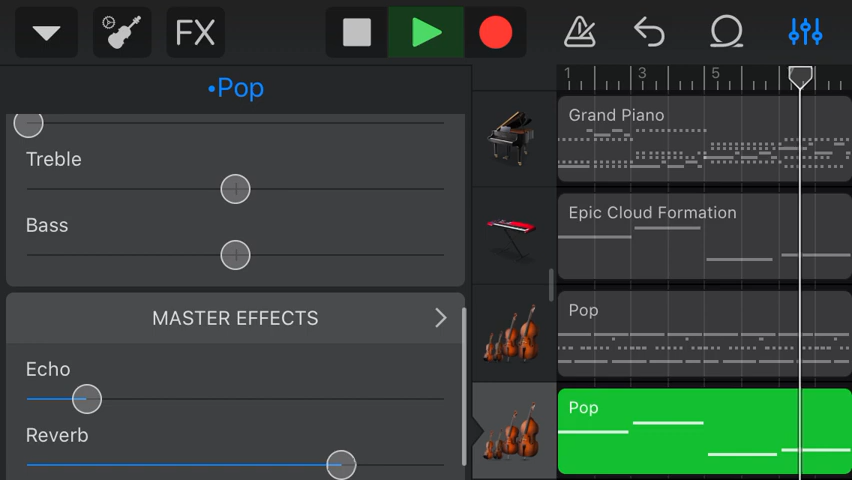 FX
•Pop
1 3 5
Grand Piano
Treble
Bass
Epic Cloud Formation
MASTER EFFECTS
Pop
Echo
Pop
Reverb